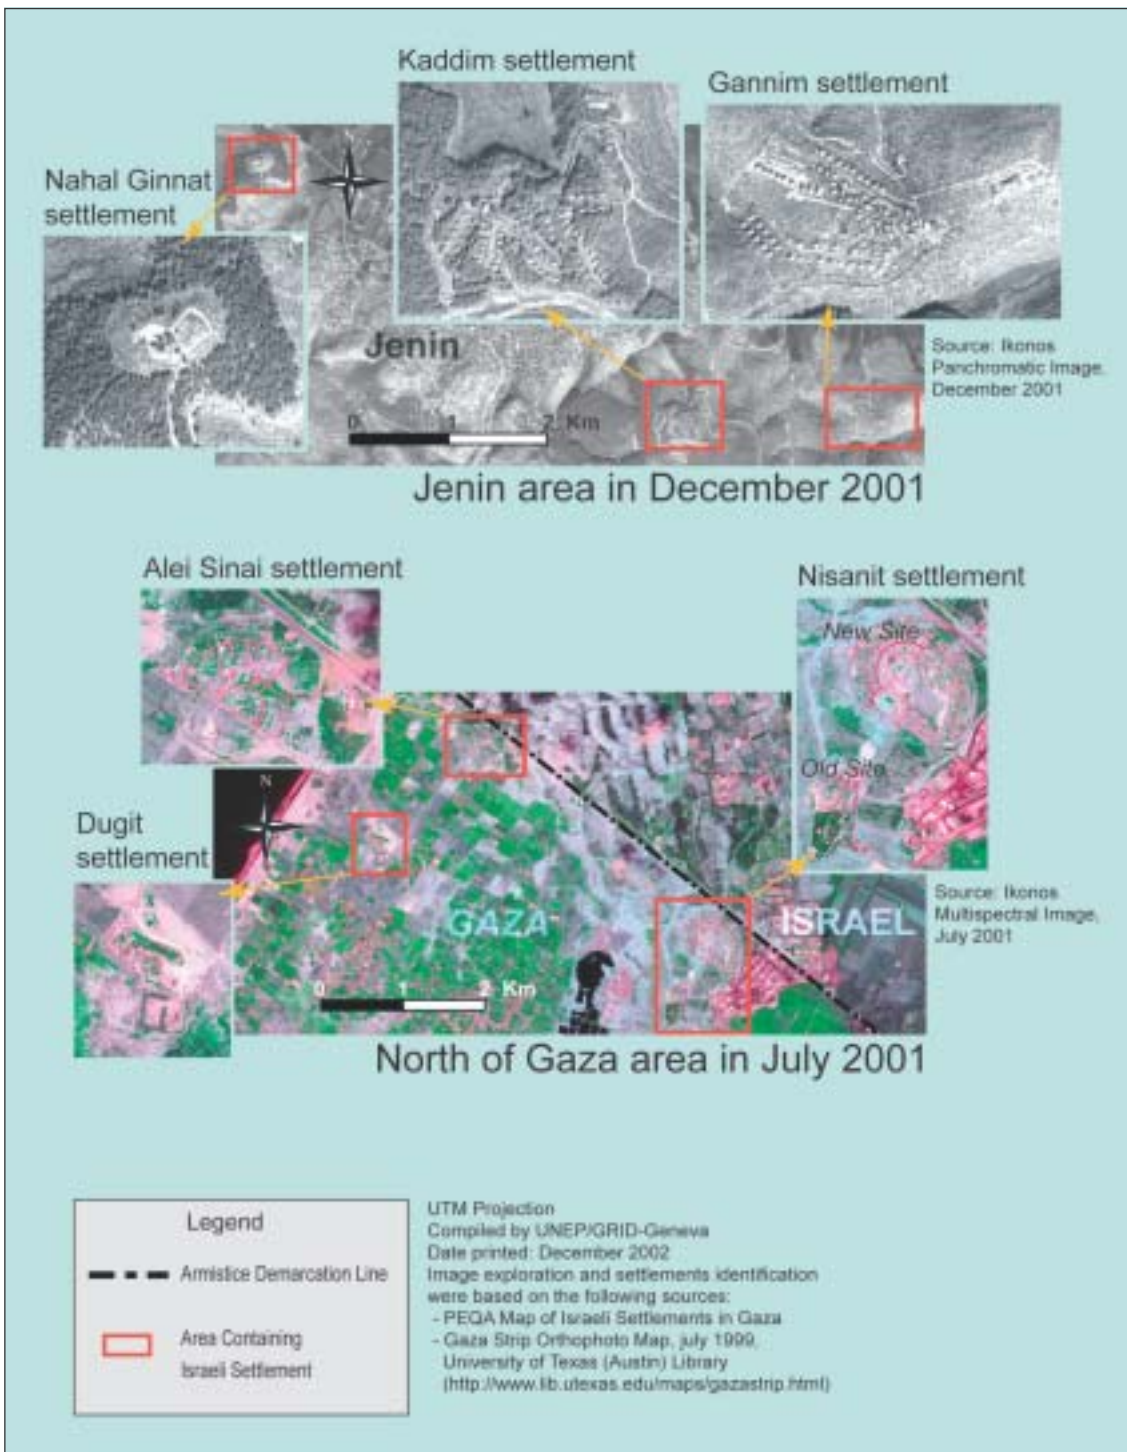 Kaddim settlement
Gannim settlement
Nahal Ginnat
settlement
Jenin
0 1 2 Km
Source: Ikonos
Panchromatic Image,
December 2001
Jenin area in December 2001
Alei Sinai settlement
Nisanit settlement
New Site
Old Site
N
Dugit
settlement
GAZA
ISRAEL
0 1 2 Km
Source: Ikonos
Multispectral Image,
July 2001
North of Gaza area in July 2001
Legend
Armistice Demarcation Line
Area Containing
Israeli Settlement
UTM Projection
Compiled by UNEP/GRID-Geneva
Date printed: December 2002
Image exploration and settlements identification
were based on the following sources:
- PEQA Map of Israeli Settlements in Gaza
- Gaza Strip Orthophoto Map, july 1999,
University of Texas (Austin) Library
(http://www.lib.utexas.edu/maps/gazastrip.html)